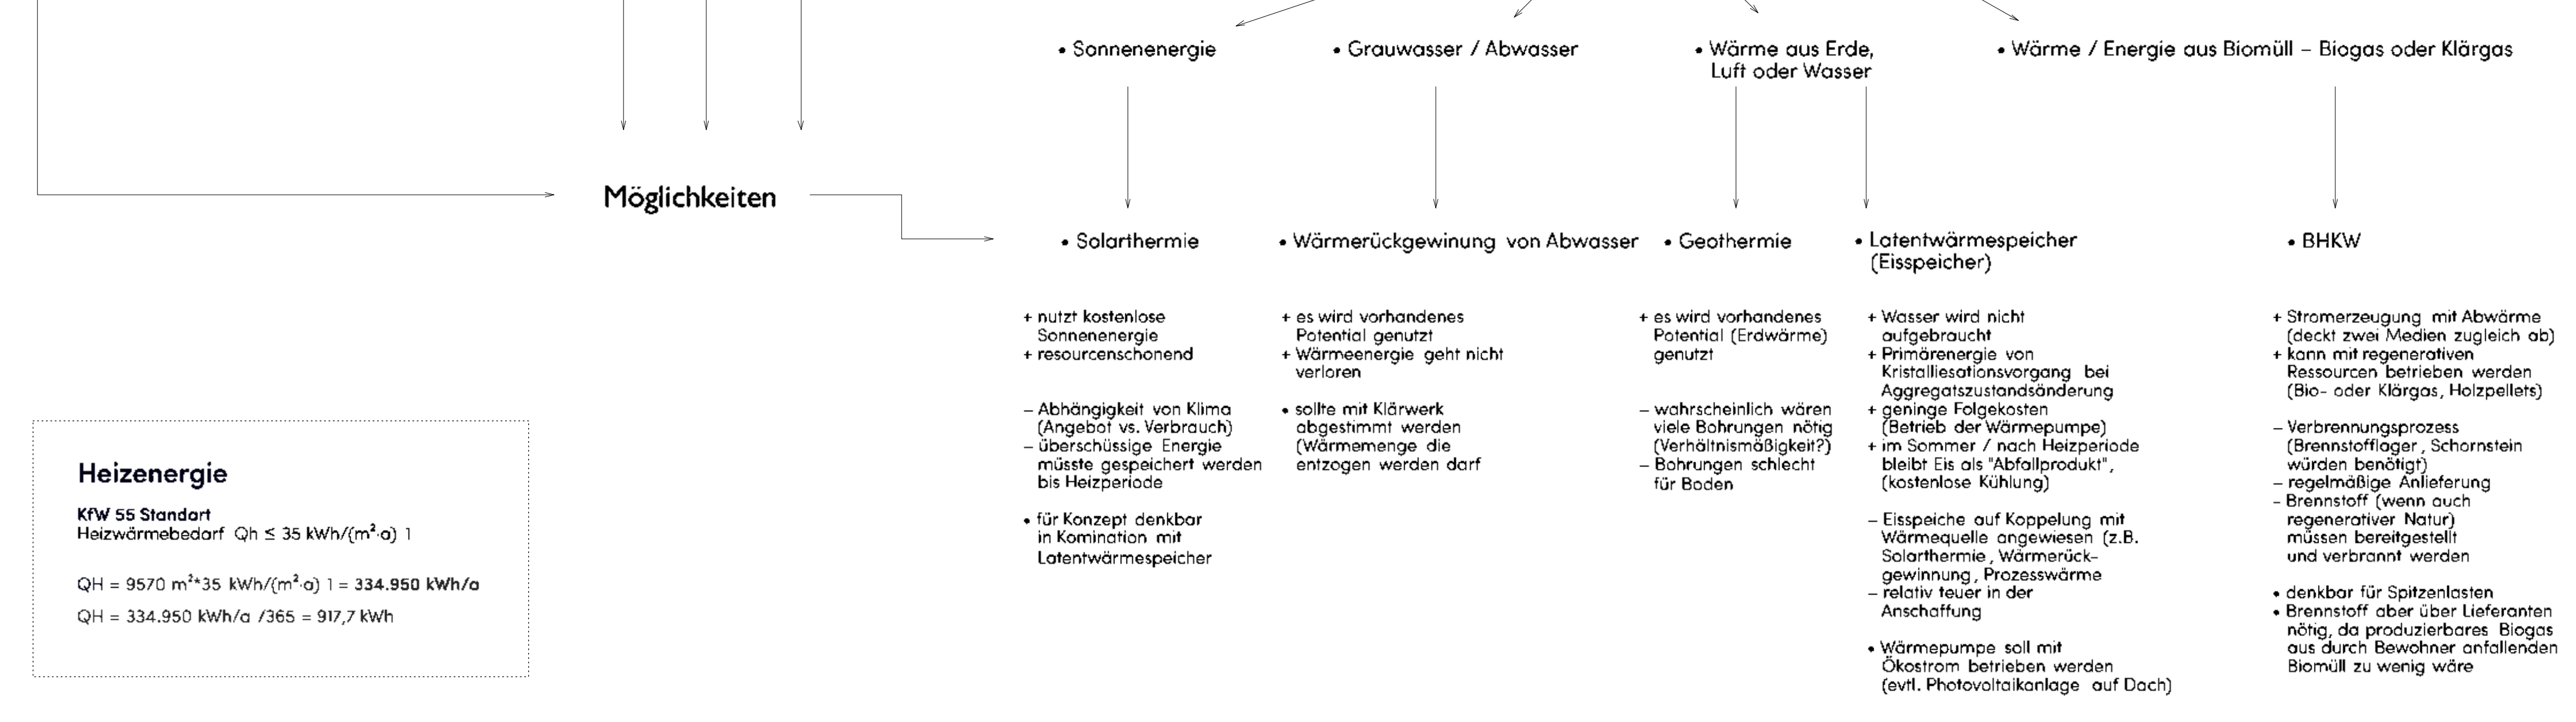 • Sonnenenergie
• Grauwasser / Abwasser
• Wärme aus Erde,
Luft oder Wasser
• Wärme / Energie aus Biomüll – Biogas oder Klärgas
Möglichkeiten
• Solarthermie
+ nutzt kostenlose
Sonnenenergie
+ resourcenschonend
– Abhängigkeit von Klima
(Angebot vs. Verbrauch)
– überschüssige Energie
müsste gespeichert werden
bis Heizperiode
• für Konzept denkbar
in Komination mit
Latentwärmespeicher
• Wärmerückgewinung von Abwasser
+ es wird vorhandenes
Potential genutzt
+ Wärmeenergie geht nicht
verloren
• sollte mit Klärwerk
abgestimmt werden
(Wärmemenge die
entzogen werden darf
• Geothermie
+ es wird vorhandenes
Potential (Erdwärme)
genutzt
– wahrscheinlich wären
viele Bohrungen nötig
(Verhältnismäßigkeit?)
– Bohrungen schlecht
für Boden
• Latentwärmespeicher
(Eisspeicher)
+ Wasser wird nicht
aufgebraucht
+ Primärenergie von
Kristalliesationsvorgang bei
Aggregatszustandsänderung
+ geninge Folgekosten
(Betrieb der Wärmepumpe)
+ im Sommer / nach Heizperiode
bleibt Eis als "Abfallprodukt",
(kostenlose Kühlung)
– Eisspeiche auf Koppelung mit
Wärmequelle angewiesen (z.B.
Solarthermie, Wärmerück-
gewinnung, Prozesswärme
– relativ teuer in der
Anschaffung
• Wärmepumpe soll mit
Ökostrom betrieben werden
(evtl. Photovoltaikanlage auf Dach)
• BHKW
+ Stromerzeugung mit Abwärme
(deckt zwei Medien zugleich ab)
+ kann mit regenerativen
Ressourcen betrieben werden
(Bio- oder Klärgas, Holzpellets)
– Verbrennungsprozess
(Brennstofflager, Schornstein
würden benötigt)
– regelmäßige Anlieferung
– Brennstoff (wenn auch
regenerativer Natur)
müssen bereitgestellt
und verbrannt werden
• denkbar für Spitzenlasten
• Brennstoff aber über Lieferanten
nötig, da produzierbares Biogas
aus durch Bewohner anfallenden
Biomüll zu wenig wäre
Heizenergie
KfW 55 Standart
Heizwärmebedarf Qh ≤ 35 kWh/(m²·a) 1
QH = 9570 m²*35 kWh/(m²·a) 1 = 334.950 kWh/a
QH = 334.950 kWh/a /365 = 917,7 kWh